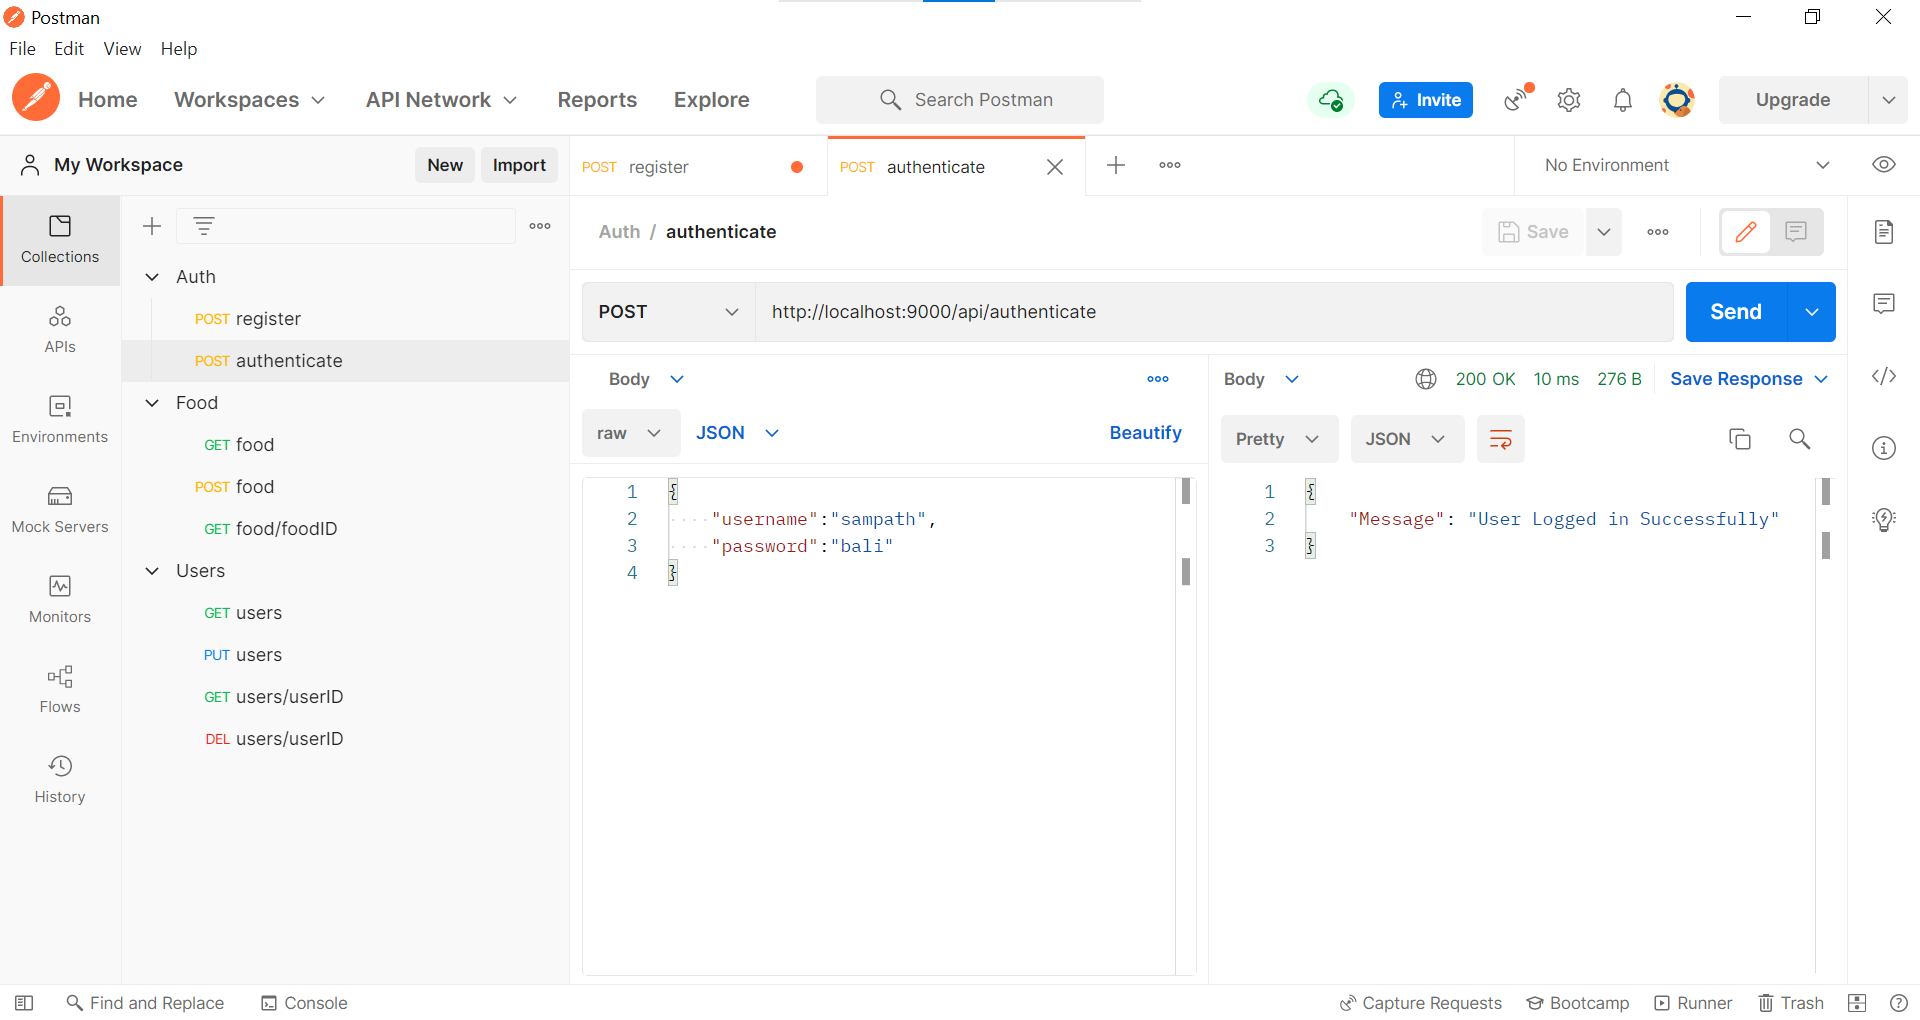 Postman
File Edit View Help
Home Workspaces API Network Reports Explore Search Postman Invite Upgrade
My Workspace New Import POST register POST authenticate No Environment
Collections
APIs
Environments
Mock Servers
Monitors
Flows
History
Auth
POST register
POST authenticate
Food
GET food
POST food
GET food/foodID
Users
GET users
PUT users
GET users/userID
DEL users/userID
Auth / authenticate Save
POST http://localhost:9000/api/authenticate Send
Body
raw JSON Beautify
1 {
2 "username":"sampath",
3 "password":"bali"
4 }
Body 200 OK 10 ms 276 B Save Response
Pretty JSON
1 {
2 "Message": "User Logged in Successfully"
3 }
Find and Replace Console Capture Requests Bootcamp Runner Trash